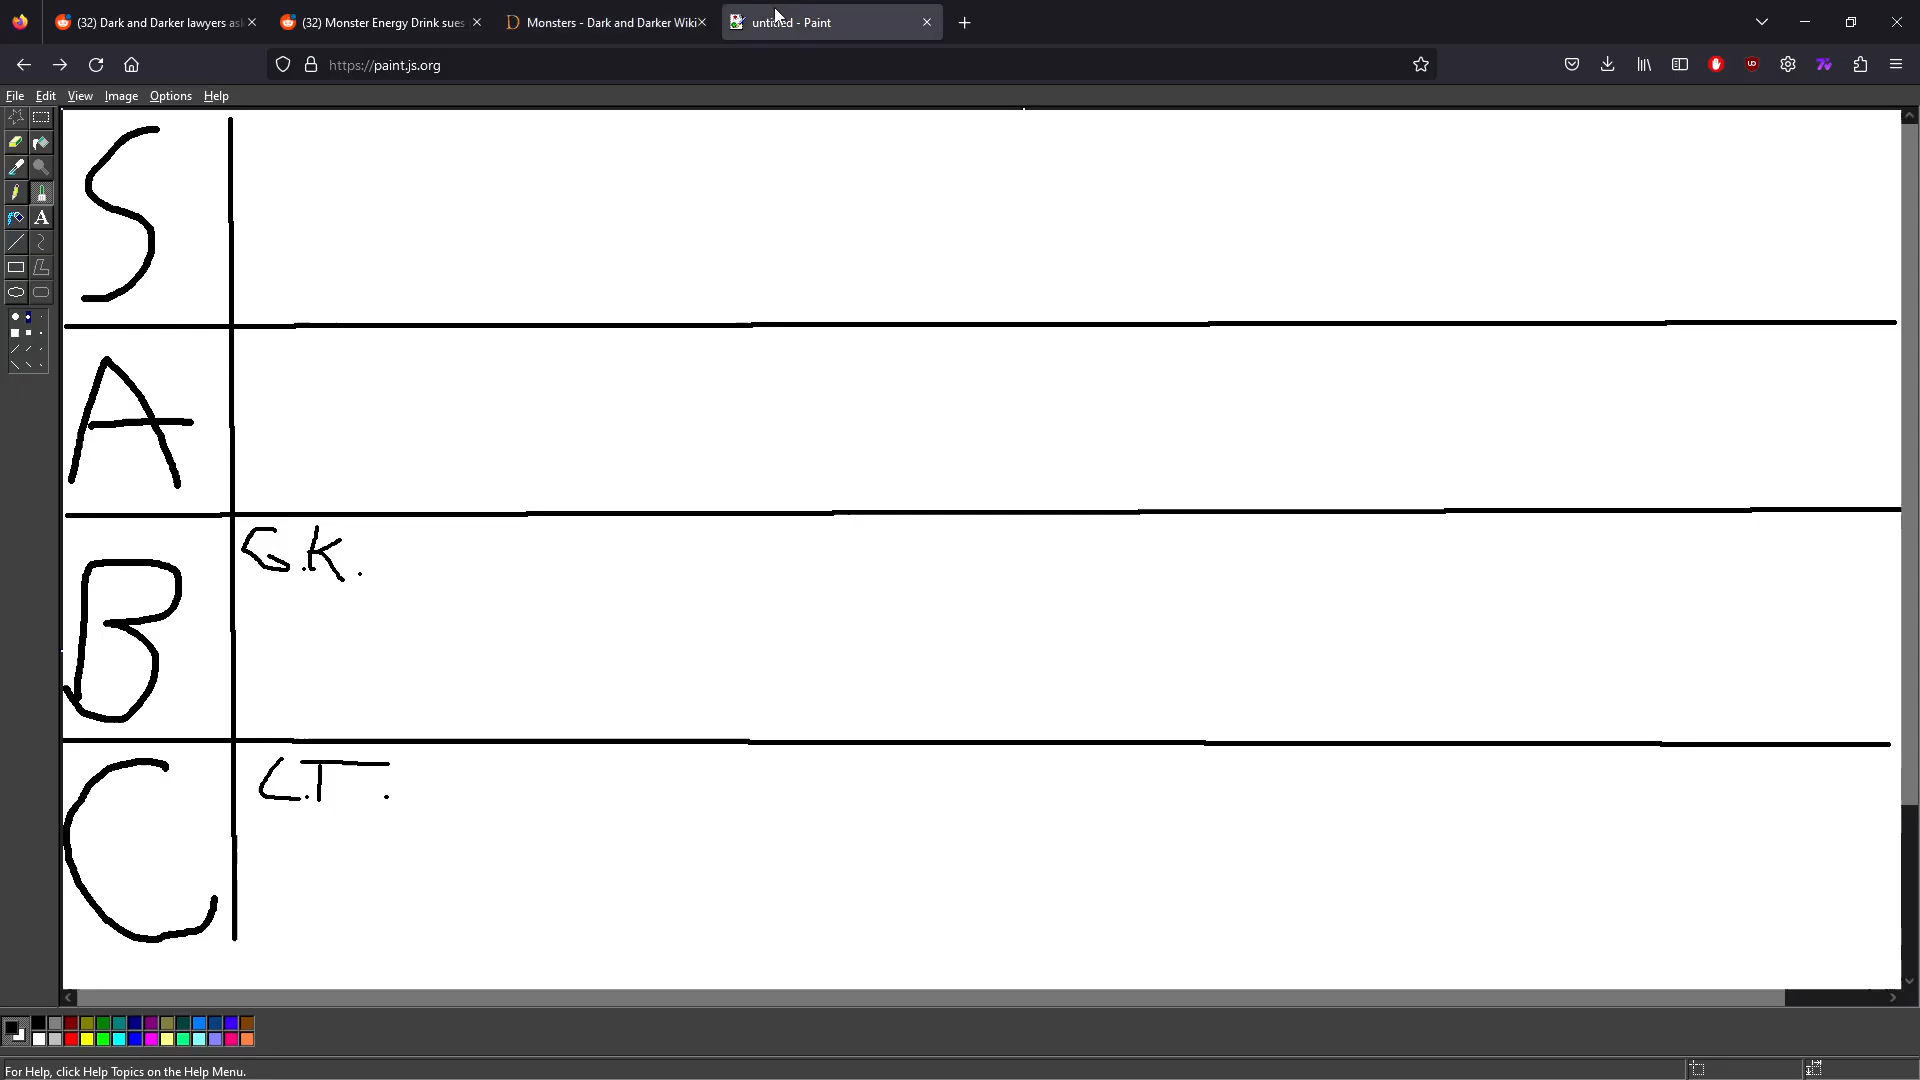 (32) Dark and Darker lawyers as
(32) Monster Energy Drink sues
Monsters - Dark and Darker Wiki
untitled - Paint
https://paint.js.org
File Edit View Image Options Help
A
S
A
G.K.
B
C.T.
C
For Help, click Help Topics on the Help Menu.